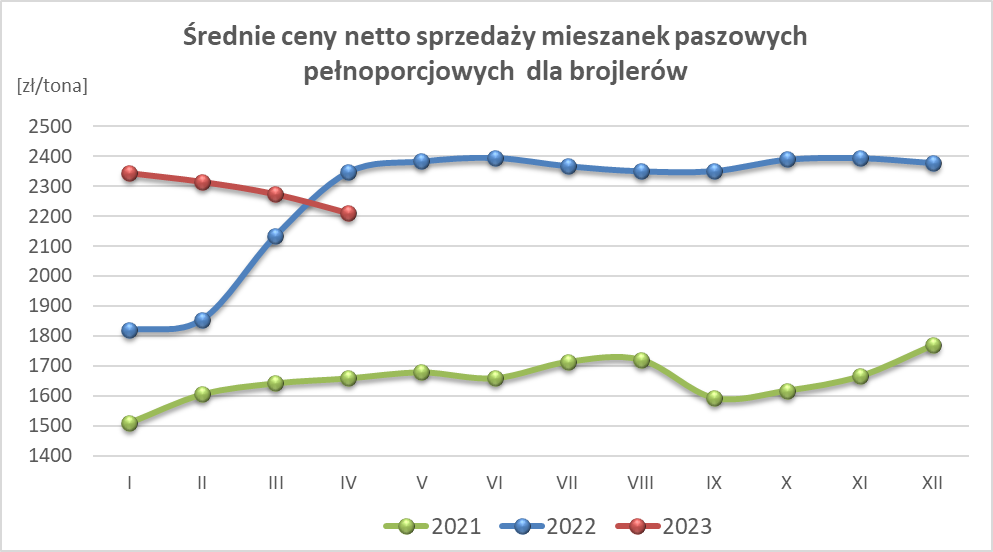 Średnie ceny netto sprzedaży mieszanek paszowych
pełnoporcjowych dla brojlerów
[zł/tona]
2500
2400
2300
2200
2100
2000
1900
1800
1700
1600
1500
1400
I II III IV V VI VII VIII IX X XI XII
2021 2022 2023